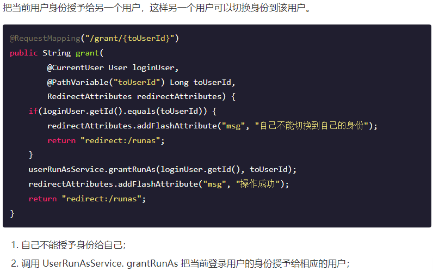 把当前用户身份授予给另一个用户，这样另一个用户可以切换身份到该用户。
@RequestMapping("/grant/{toUserId}")
public String grant(
@CurrentUser User loginUser,
@PathVariable("toUserId") Long toUserId,
RedirectAttributes redirectAttributes) {
if(loginUser.getId().equals(toUserId)) {
redirectAttributes.addFlashAttribute("msg", "自己不能切换到自己的身份");
return "redirect:/runas";
}
userRunAsService.grantRunAs(loginUser.getId(), toUserId);
redirectAttributes.addFlashAttribute("msg", "操作成功");
return "redirect:/runas";
}
1. 自己不能授予身份给自己；
2. 调用 UserRunAsService. grantRunAs 把当前登录用户的身份授予给相应的用户；